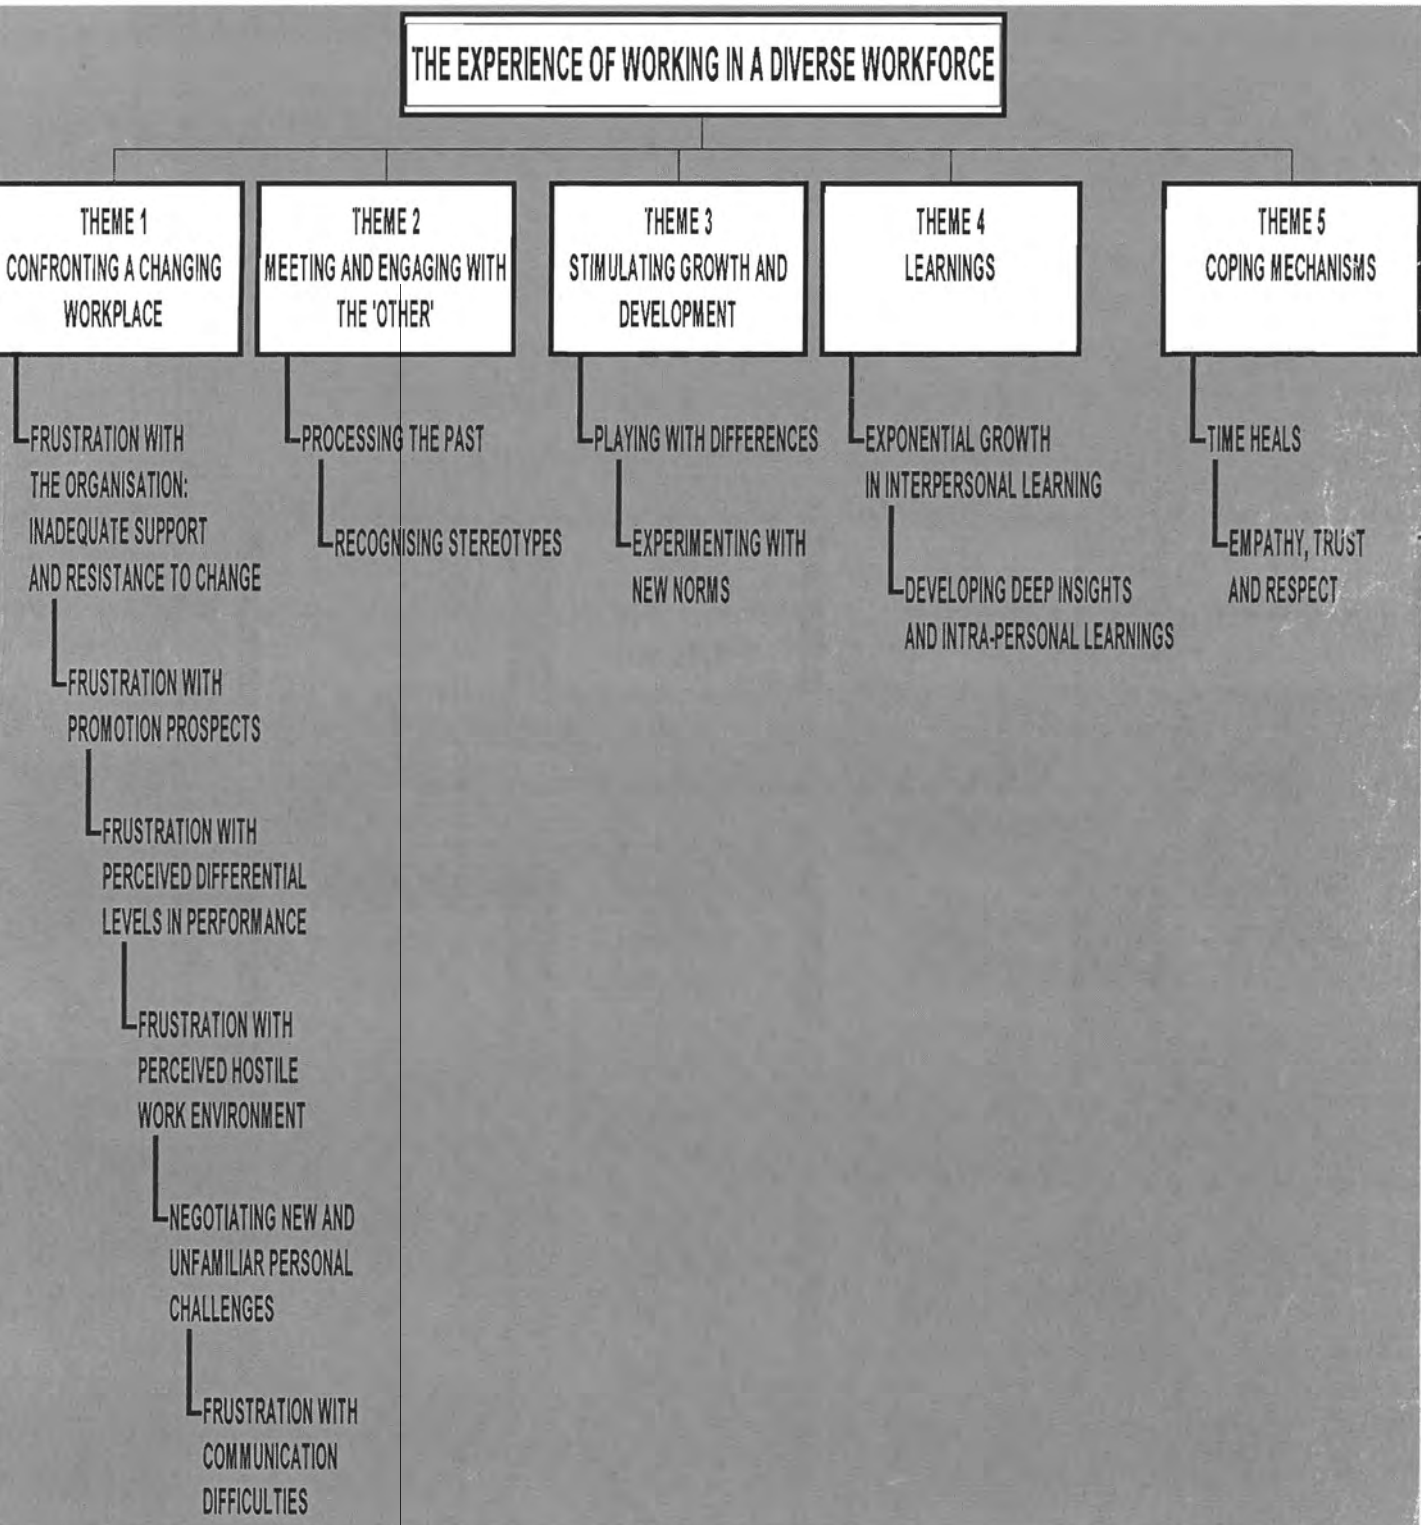 THE EXPERIENCE OF WORKING IN A DIVERSE WORKFORCE
THEME 1
CONFRONTING A CHANGING
WORKPLACE
FRUSTRATION WITH
THE ORGANISATION:
INADEQUATE SUPPORT
AND RESISTANCE TO CHANGE
FRUSTRATION WITH
PROMOTION PROSPECTS
FRUSTRATION WITH
PERCEIVED DIFFERENTIAL
LEVELS IN PERFORMANCE
FRUSTRATION WITH
PERCEIVED HOSTILE
WORK ENVIRONMENT
NEGOTIATING NEW AND
UNFAMILIAR PERSONAL
CHALLENGES
FRUSTRATION WITH
COMMUNICATION
DIFFICULTIES
THEME 2
MEETING AND ENGAGING WITH
THE 'OTHER'
PROCESSING THE PAST
RECOGNISING STEREOTYPES
THEME 3
STIMULATING GROWTH AND
DEVELOPMENT
PLAYING WITH DIFFERENCES
EXPERIMENTING WITH
NEW NORMS
THEME 4
LEARNINGS
EXPONENTIAL GROWTH
IN INTERPERSONAL LEARNING
DEVELOPING DEEP INSIGHTS
AND INTRA-PERSONAL LEARNINGS
THEME 5
COPING MECHANISMS
TIME HEALS
EMPATHY, TRUST
AND RESPECT